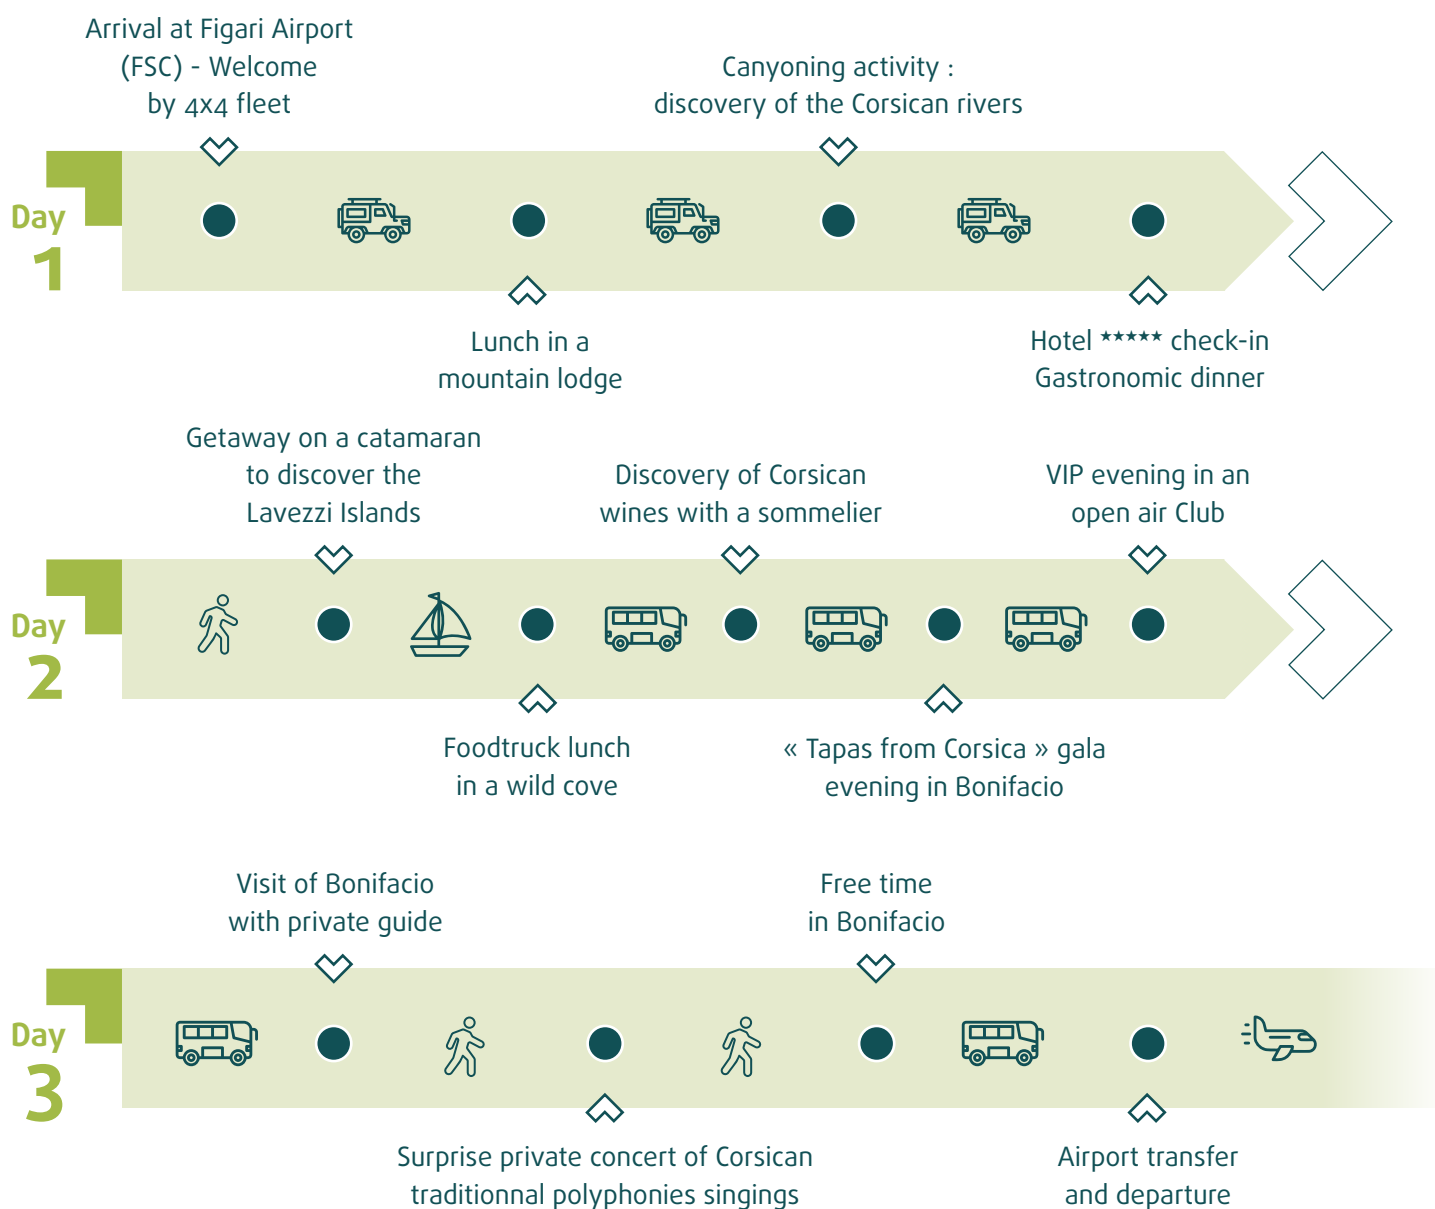 Arrival at Figari Airport
(FSC) - Welcome
by 4x4 fleet
Canyoning activity :
discovery of the Corsican rivers
Day
1
Lunch in a
mountain lodge
Hotel ★★★★★ check-in
Gastronomic dinner
Getaway on a catamaran
to discover the
Lavezzi Islands
Discovery of Corsican
wines with a sommelier
VIP evening in an
open air Club
Day
2
Foodtruck lunch
in a wild cove
« Tapas from Corsica » gala
evening in Bonifacio
Visit of Bonifacio
with private guide
Free time
in Bonifacio
Day
3
Surprise private concert of Corsican
traditionnal polyphonies singings
Airport transfer
and departure